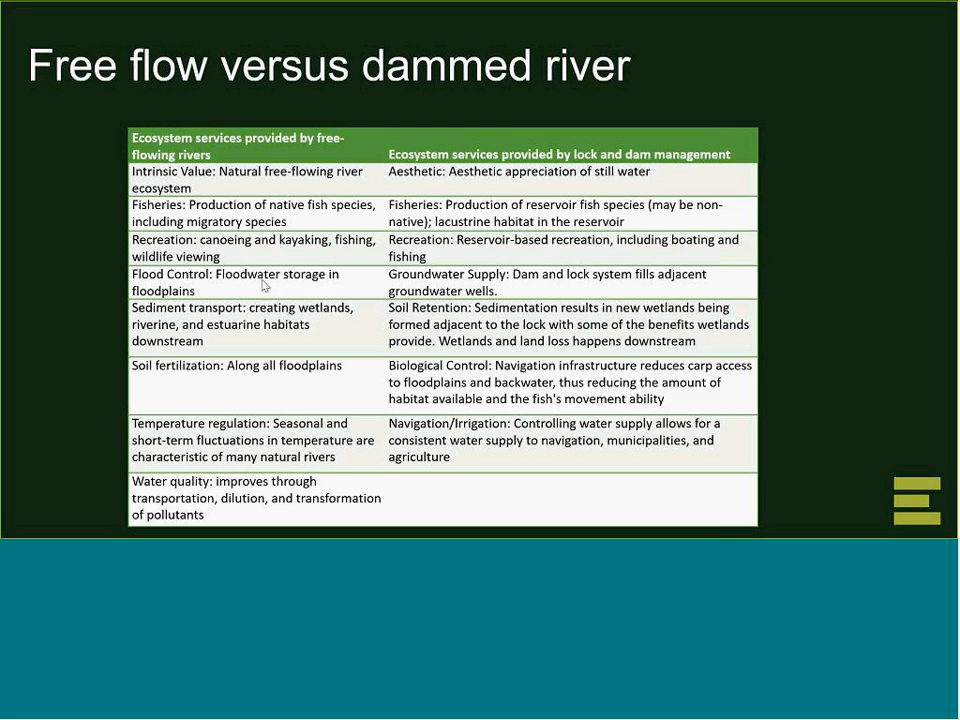 Free flow versus dammed river
Ecosystem services provided by free-
flowing rivers
Ecosystem services provided by lock and dam management
Intrinsic Value: Natural free-flowing river
ecosystem
Aesthetic: Aesthetic appreciation of still water
Fisheries: Production of native fish species,
including migratory species
Fisheries: Production of reservoir fish species (may be non-
native); lacustrine habitat in the reservoir
Recreation: canoeing and kayaking, fishing,
wildlife viewing
Recreation: Reservoir-based recreation, including boating and
fishing
Flood Control: Floodwater storage in
floodplains
Groundwater Supply: Dam and lock system fills adjacent
groundwater wells.
Sediment transport: creating wetlands,
riverine, and estuarine habitats
downstream
Soil Retention: Sedimentation results in new wetlands being
formed adjacent to the lock with some of the benefits wetlands
provide. Wetlands and land loss happens downstream
Soil fertilization: Along all floodplains
Biological Control: Navigation infrastructure reduces carp access
to floodplains and backwater, thus reducing the amount of
habitat available and the fish's movement ability
Temperature regulation: Seasonal and
short-term fluctuations in temperature are
characteristic of many natural rivers
Navigation/Irrigation: Controlling water supply allows for a
consistent water supply to navigation, municipalities, and
agriculture
Water quality: improves through
transportation, dilution, and transformation
of pollutants